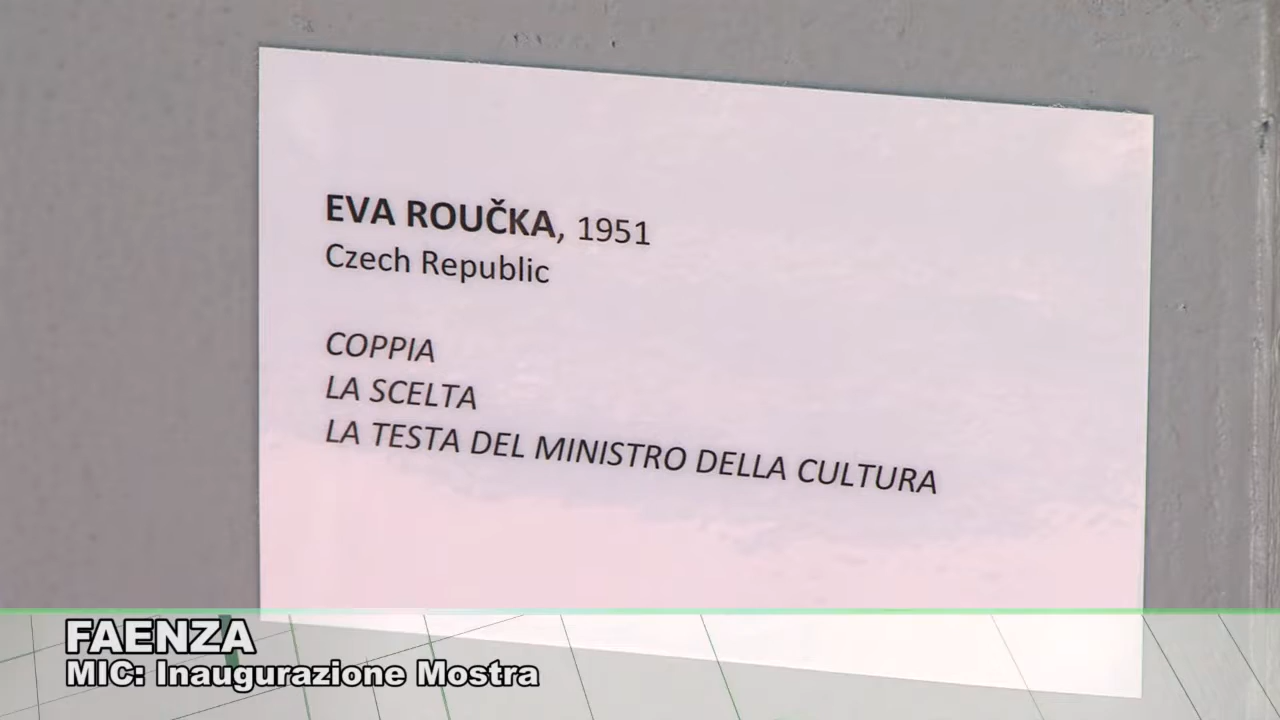 EVA ROUČKA, 1951
Czech Republic
COPPIA
LA SCELTA
LA TESTA DEL MINISTRO DELLA CULTURA
FAENZA
MIC: Inaugurazione Mostra